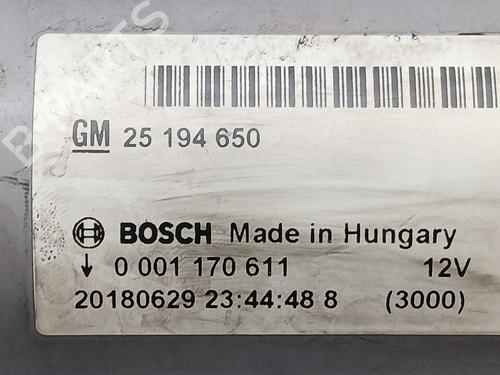 GM 25 194 650
BOSCH Made in Hungary
0 001 170 611 12V
20180629 23:44:48 8 (3000)